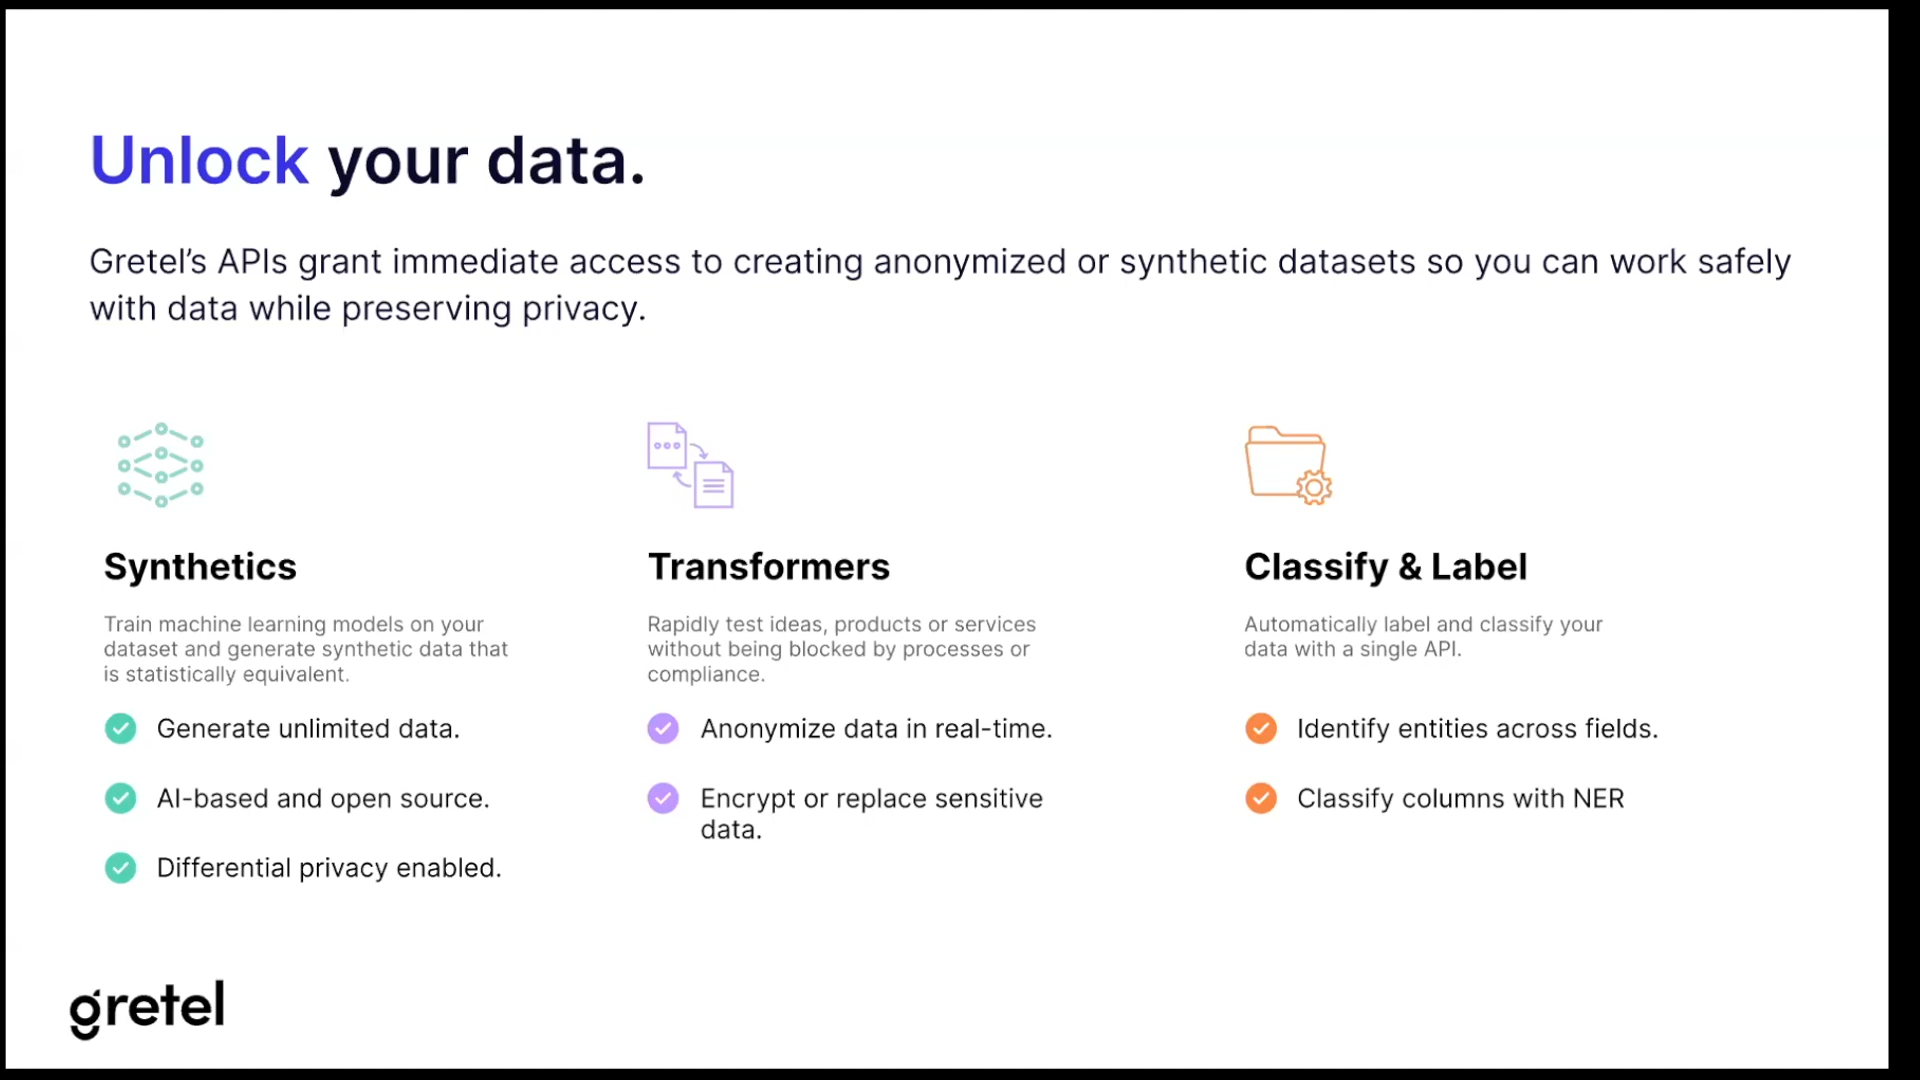 Unlock your data.
Gretel’s APIs grant immediate access to creating anonymized or synthetic datasets so you can work safely
with data while preserving privacy.
Synthetics
Train machine learning models on your
dataset and generate synthetic data that
is statistically equivalent.
Generate unlimited data.
AI-based and open source.
Differential privacy enabled.
Transformers
Rapidly test ideas, products or services
without being blocked by processes or
compliance.
Anonymize data in real-time.
Encrypt or replace sensitive
data.
Classify & Label
Automatically label and classify your
data with a single API.
Identify entities across fields.
Classify columns with NER
gretel